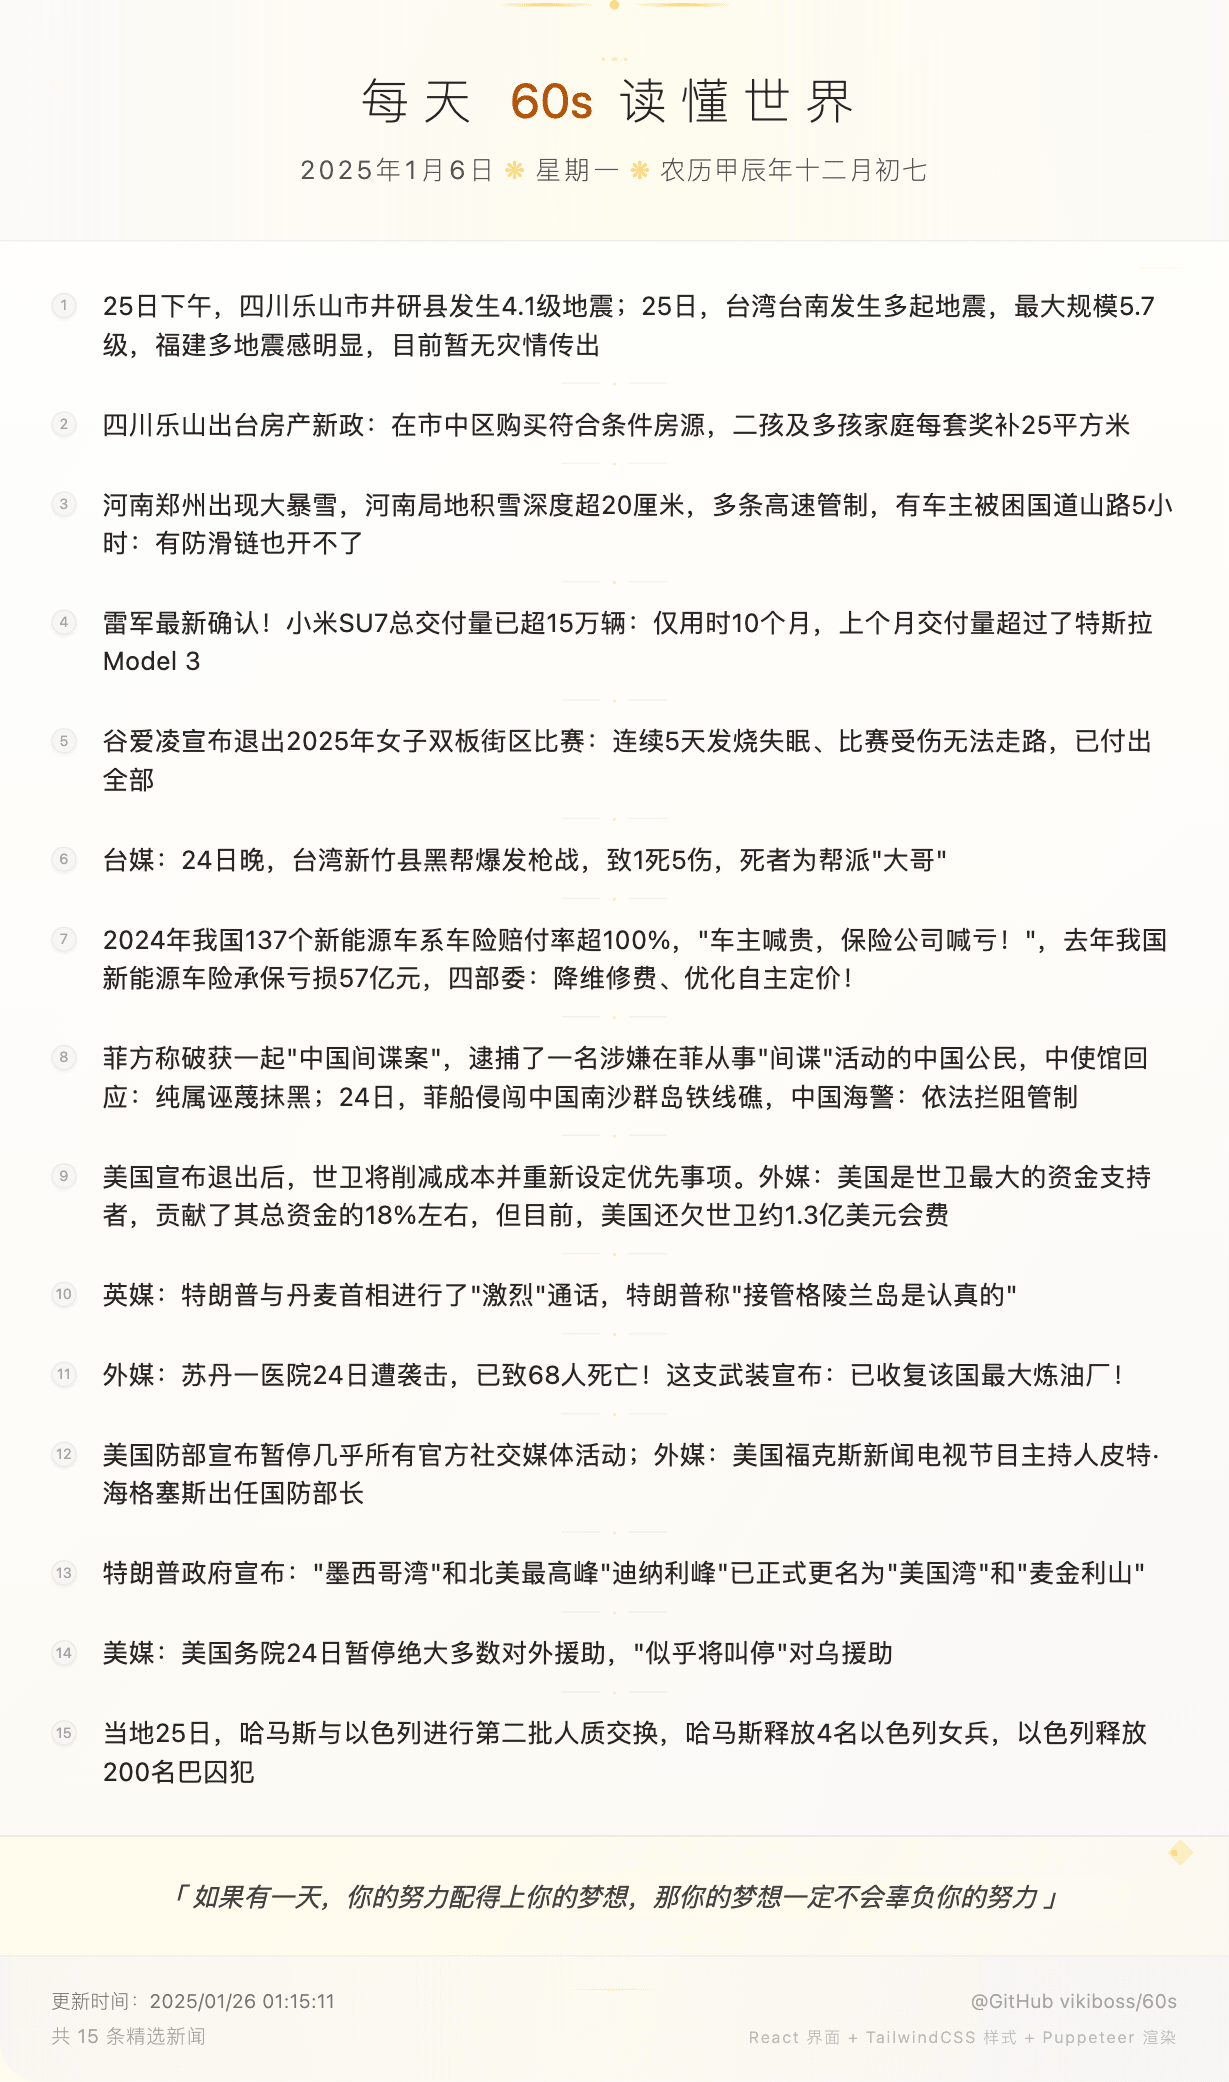 每天 60s 读懂世界
2025年1月6日 ❋ 星期一 ❋ 农历甲辰年十二月初七
1 25日下午，四川乐山市井研县发生4.1级地震；25日，台湾台南发生多起地震，最大规模5.7
级，福建多地震感明显，目前暂无灾情传出
2 四川乐山出台房产新政：在市中区购买符合条件房源，二孩及多孩家庭每套奖补25平方米
3 河南郑州出现大暴雪，河南局地积雪深度超20厘米，多条高速管制，有车主被困国道山路5小
时：有防滑链也开不了
4 雷军最新确认！小米SU7总交付量已超15万辆：仅用时10个月，上个月交付量超过了特斯拉
Model 3
5 谷爱凌宣布退出2025年女子双板街区比赛：连续5天发烧失眠、比赛受伤无法走路，已付出
全部
6 台媒：24日晚，台湾新竹县黑帮爆发枪战，致1死5伤，死者为帮派"大哥"
7 2024年我国137个新能源车系车险赔付率超100%，"车主喊贵，保险公司喊亏！"，去年我国
新能源车险承保亏损57亿元，四部委：降维修费、优化自主定价！
8 菲方称破获一起"中国间谍案"，逮捕了一名涉嫌在菲从事"间谍"活动的中国公民，中使馆回
应：纯属诬蔑抹黑；24日，菲船侵闯中国南沙群岛铁线礁，中国海警：依法拦阻管制
9 美国宣布退出后，世卫将削减成本并重新设定优先事项。外媒：美国是世卫最大的资金支持
者，贡献了其总资金的18%左右，但目前，美国还欠世卫约1.3亿美元会费
10 英媒：特朗普与丹麦首相进行了"激烈"通话，特朗普称"接管格陵兰岛是认真的"
11 外媒：苏丹一医院24日遭袭击，已致68人死亡！这支武装宣布：已收复该国最大炼油厂！
12 美国防部宣布暂停几乎所有官方社交媒体活动；外媒：美国福克斯新闻电视节目主持人皮特·
海格塞斯出任国防部长
13 特朗普政府宣布："墨西哥湾"和北美最高峰"迪纳利峰"已正式更名为"美国湾"和"麦金利山"
14 美媒：美国务院24日暂停绝大多数对外援助，"似乎将叫停"对乌援助
15 当地25日，哈马斯与以色列进行第二批人质交换，哈马斯释放4名以色列女兵，以色列释放
200名巴囚犯
「 如果有一天，你的努力配得上你的梦想，那你的梦想一定不会辜负你的努力 」
更新时间：2025/01/26 01:15:11
@GitHub vikiboss/60s
共 15 条精选新闻
React 界面 + TailwindCSS 样式 + Puppeteer 渲染